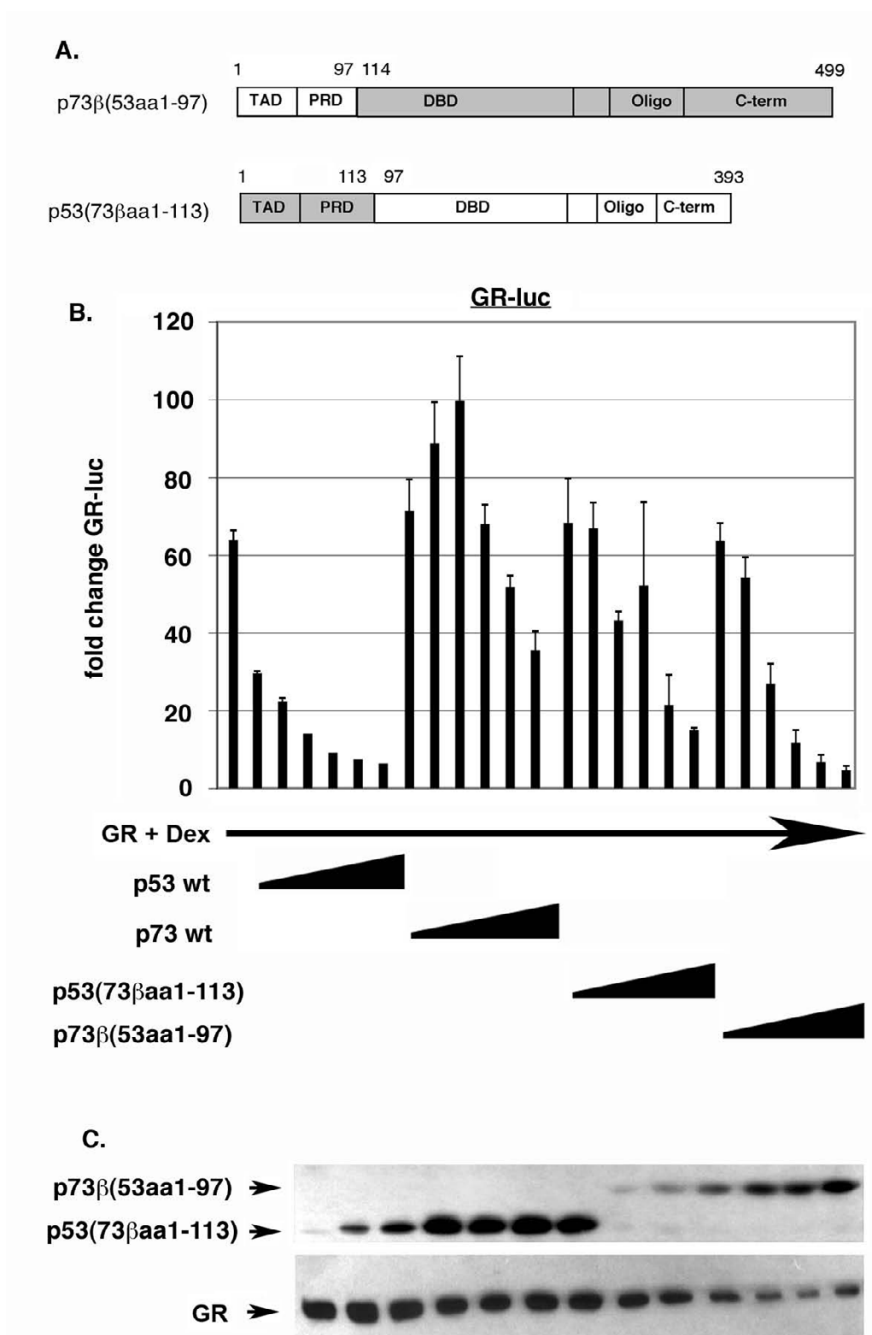 A.
1 97 114 499
p73β(53aa1-97) TAD PRD DBD Oligo C-term
1 113 97 393
p53(73βaa1-113) TAD PRD DBD Oligo C-term
B.
GR-luc
fold change GR-luc
120
100
80
60
40
20
0
GR + Dex
p53 wt
p73 wt
p53(73βaa1-113)
p73β(53aa1-97)
C.
p73β(53aa1-97)
p53(73βaa1-113)
GR